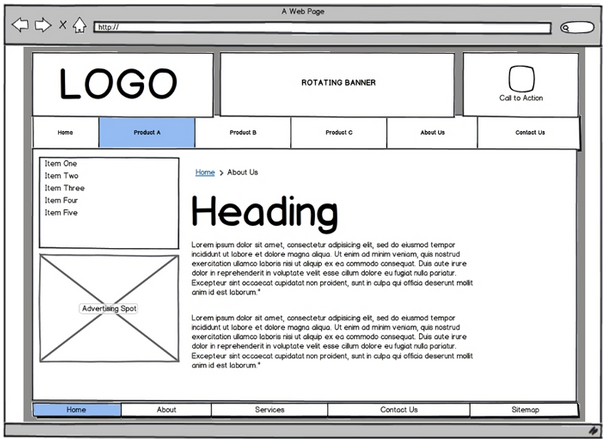 A Web Page
http://
LOGO
ROTATING BANNER
Call to Action
Home
Product A
Product B
Product C
About Us
Contact Us
Item One
Item Two
Item Three
Item Four
Item Five
Advertising Spot
Home > About Us
Heading
Lorem ipsum dolor sit amet, consectetur adipisicing elit, sed do eiusmod tempor
incididunt ut labore et dolore magna aliqua. Ut enim ad minim veniam, quis nostrud
exercitation ullamco laboris nisi ut aliquip ex ea commodo consequat. Duis aute irure
dolor in reprehenderit in voluptate velit esse cillum dolore eu fugiat nulla pariatur.
Excepteur sint occaecat cupidatat non proident, sunt in culpa qui officia deserunt mollit
anim id est laborum."
Lorem ipsum dolor sit amet, consectetur adipisicing elit, sed do eiusmod tempor
incididunt ut labore et dolore magna aliqua. Ut enim ad minim veniam, quis nostrud
exercitation ullamco laboris nisi ut aliquip ex ea commodo consequat. Duis aute irure
dolor in reprehenderit in voluptate velit esse cillum dolore eu fugiat nulla pariatur.
Excepteur sint occaecat cupidatat non proident, sunt in culpa qui officia deserunt mollit
anim id est laborum."
Home
About
Services
Contact Us
Sitemap